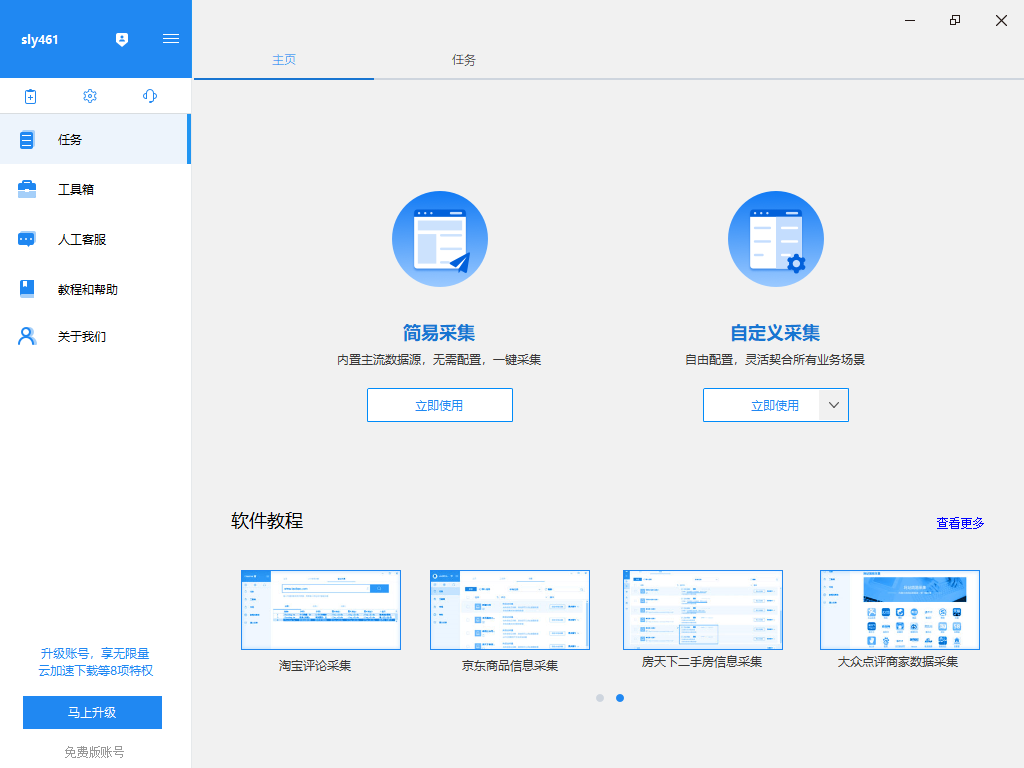 sly461
主页
任务
任务
工具箱
人工客服
教程和帮助
关于我们
简易采集
内置主流数据源，无需配置，一键采集
立即使用
自定义采集
自由配置，灵活契合所有业务场景
立即使用
软件教程
查看更多
淘宝评论采集
京东商品信息采集
房天下二手房信息采集
大众点评商家数据采集
升级账号，享无限量
云加速下载等8项特权
马上升级
免费版账号